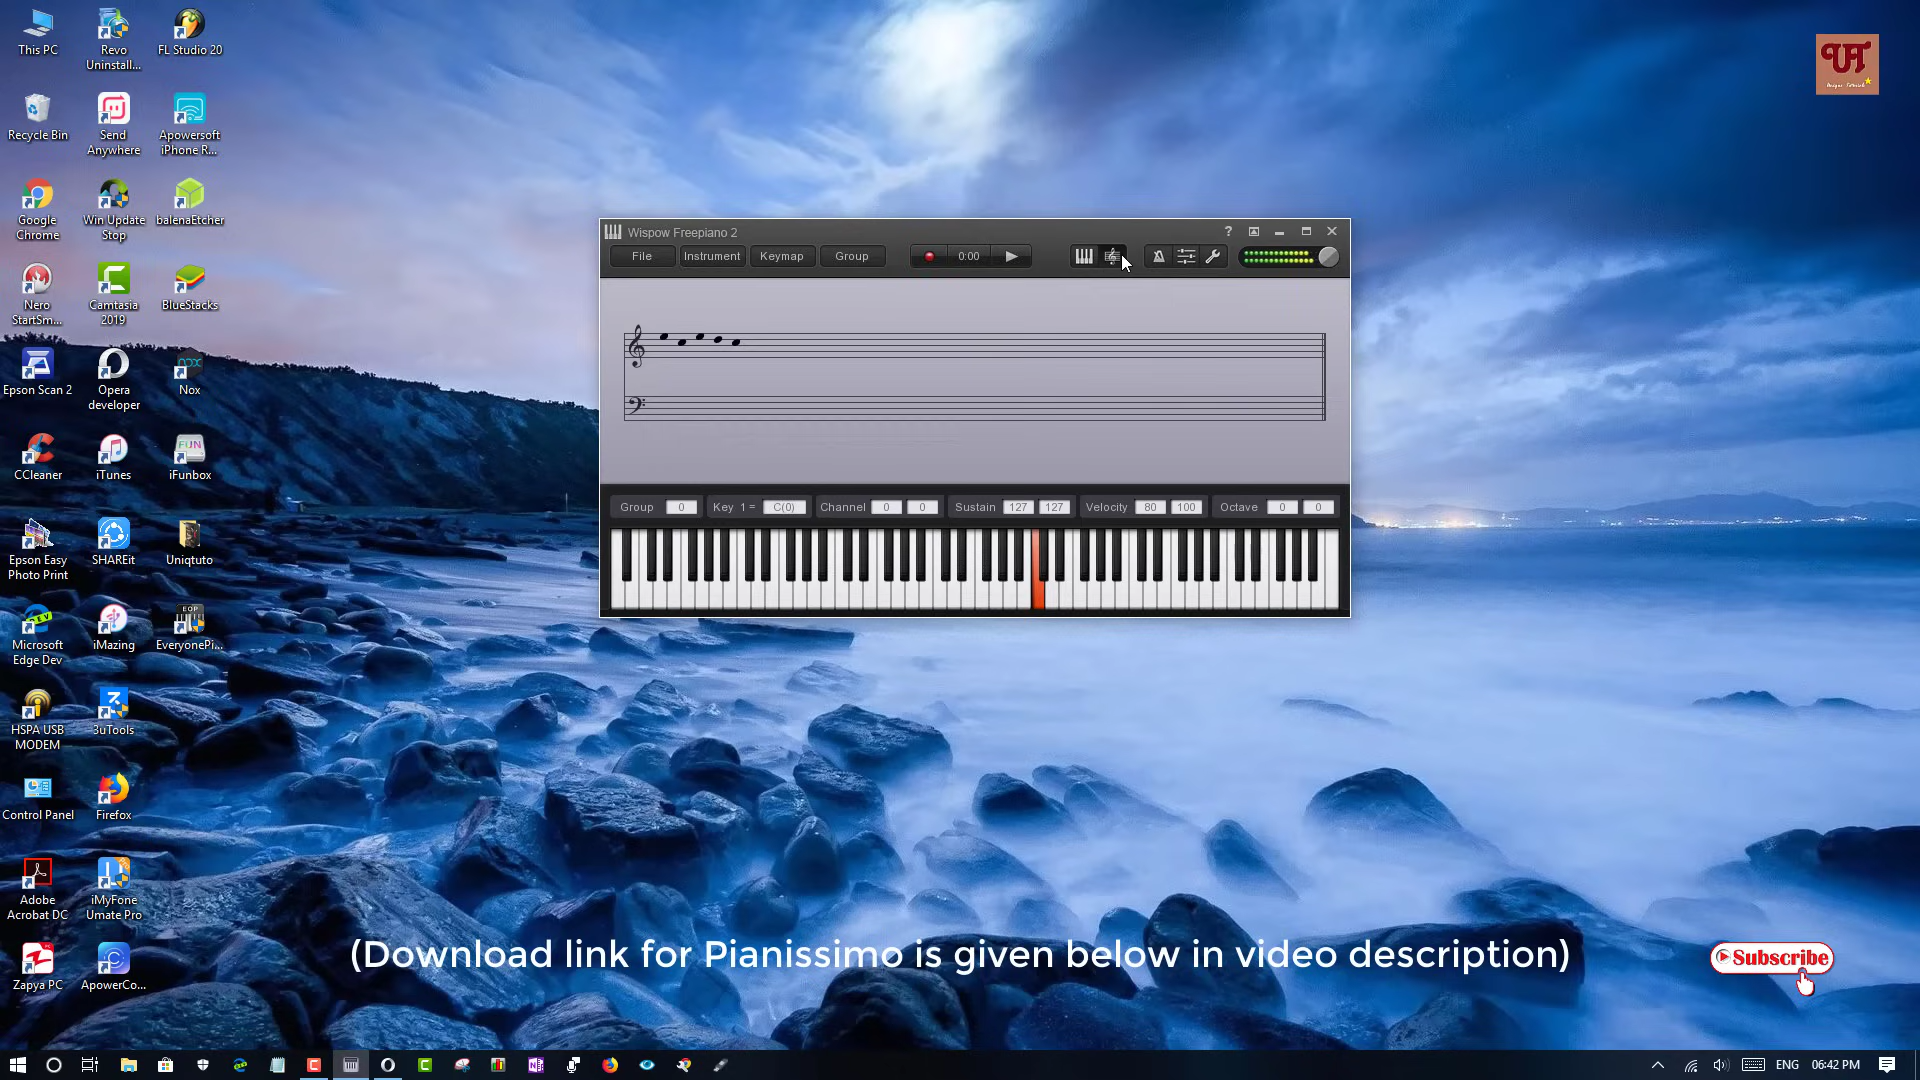 This PC
Revo
Uninstall...
FL Studio 20
Recycle Bin
Send
Anywhere
Apowersoft
iPhone R...
Google
Chrome
Win Update
Stop
balenaEtcher
Nero
StartSm...
Camtasia
2019
BlueStacks
Epson Scan 2
Opera
developer
Nox
CCleaner
iTunes
iFunbox
Epson Easy
Photo Print
SHAREit
Uniqtuto
Microsoft
Edge Dev
iMazing
EveryonePi...
HSPA USB
MODEM
3uTools
Control Panel
Firefox
Adobe
Acrobat DC
iMyFone
Umate Pro
Zapya PC
ApowerCo...
UT
Wispow Freepiano 2
File Instrument Keymap Group 0:00
Group 0 Key 1 = C(0) Channel 0 0 Sustain 127 127 Velocity 80 100 Octave 0 0
(Download link for Pianissimo is given below in video description)
Subscribe
ENG 06:42 PM